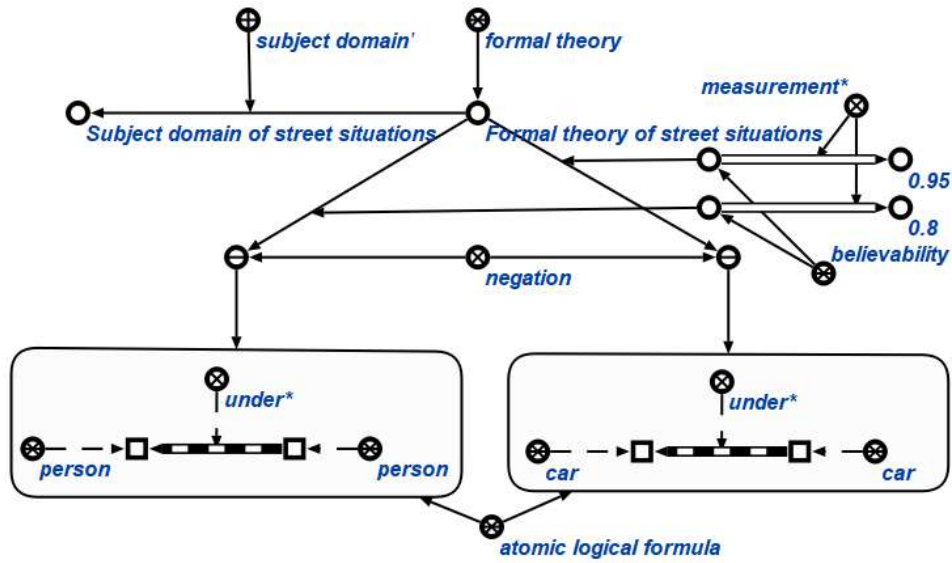 subject domain'
formal theory
measurement*
Subject domain of street situations
Formal theory of street situations
0.95
0.8
believability
negation
under*
under*
person
person
car
car
atomic logical formula